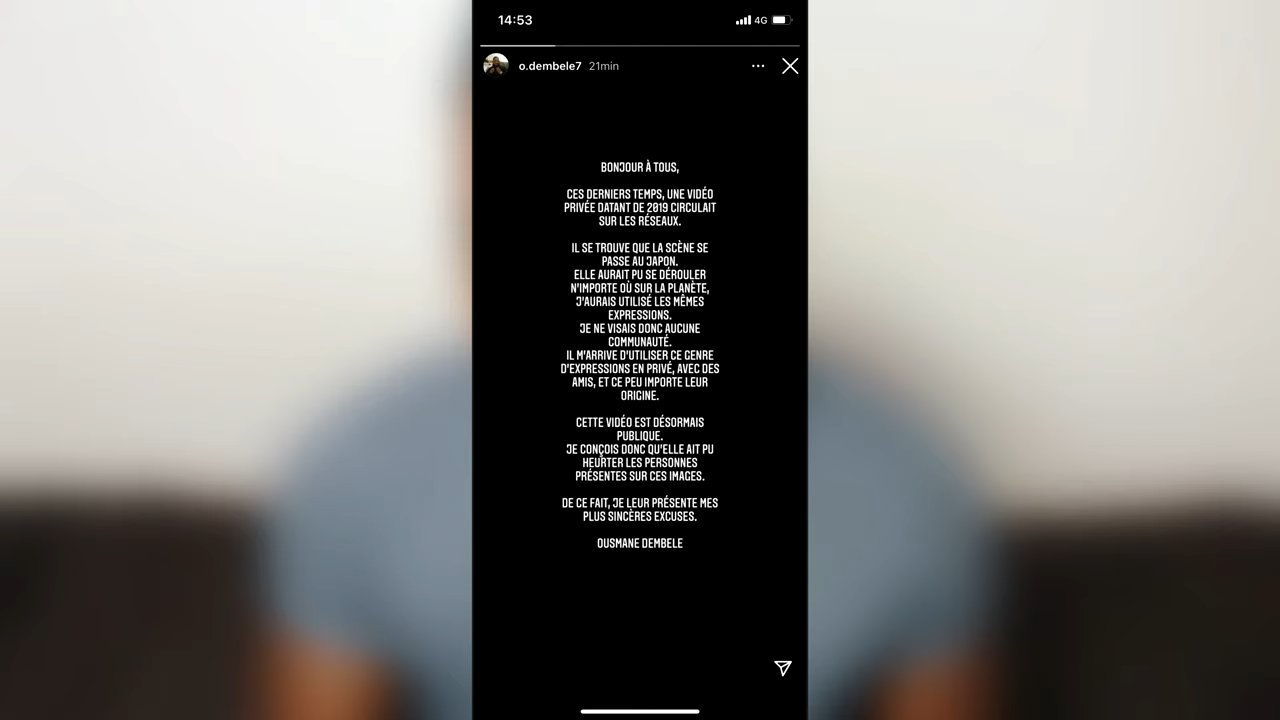 14:53
4G
o.dembele7 21min
BONJOUR À TOUS,
CES DERNIERS TEMPS, UNE VIDÉO
PRIVÉE DATANT DE 2019 CIRCULAIT
SUR LES RÉSEAUX.
IL SE TROUVE QUE LA SCÈNE SE
PASSE AU JAPON.
ELLE AURAIT PU SE DÉROULER
N'IMPORTE OÙ SUR LA PLANÈTE,
J'AURAIS UTILISÉ LES MÊMES
EXPRESSIONS.
JE NE VISAIS DONC AUCUNE
COMMUNAUTÉ.
IL M'ARRIVE D'UTILISER CE GENRE
D'EXPRESSIONS EN PRIVÉ, AVEC DES
AMIS, ET CE PEU IMPORTE LEUR
ORIGINE.
CETTE VIDÉO EST DÉSORMAIS
PUBLIQUE.
JE CONÇOIS DONC QU'ELLE AIT PU
HEURTER LES PERSONNES
PRÉSENTES SUR CES IMAGES.
DE CE FAIT, JE LEUR PRÉSENTE MES
PLUS SINCÈRES EXCUSES.
OUSMANE DEMBELE